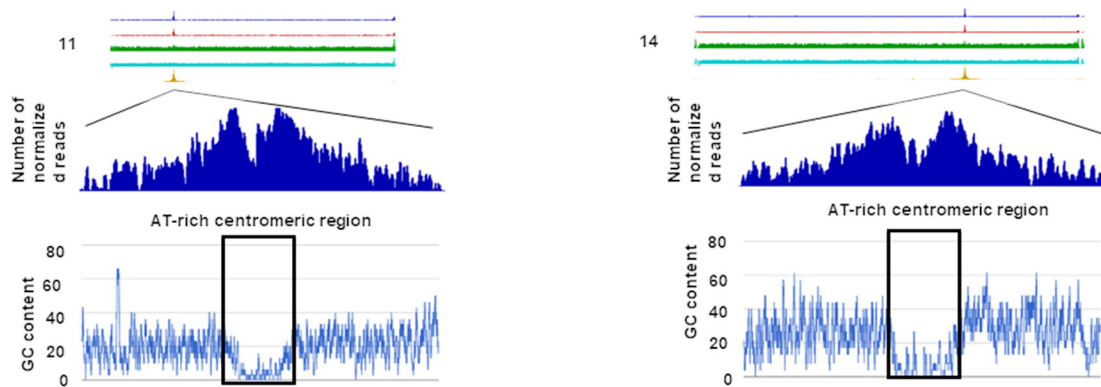 11
Number of
normalize
d reads
AT-rich centromeric region
GC content
80
60
40
20
0
14
Number of
normalize
d reads
AT-rich centromeric region
GC content
80
60
40
20
0